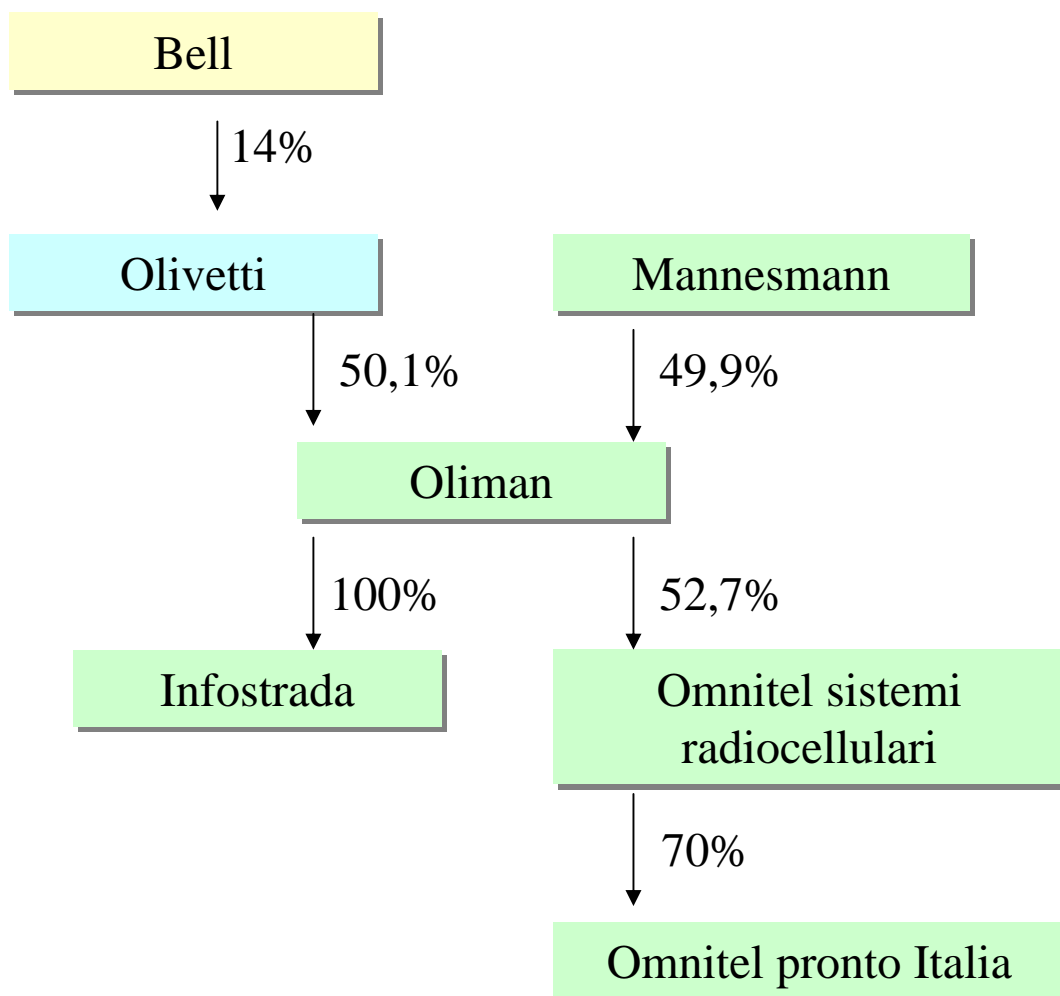 Bell
14%
Olivetti
Mannesmann
50,1%
49,9%
Oliman
100%
52,7%
Infostrada
Omnitel sistemi
radiocellulari
70%
Omnitel pronto Italia